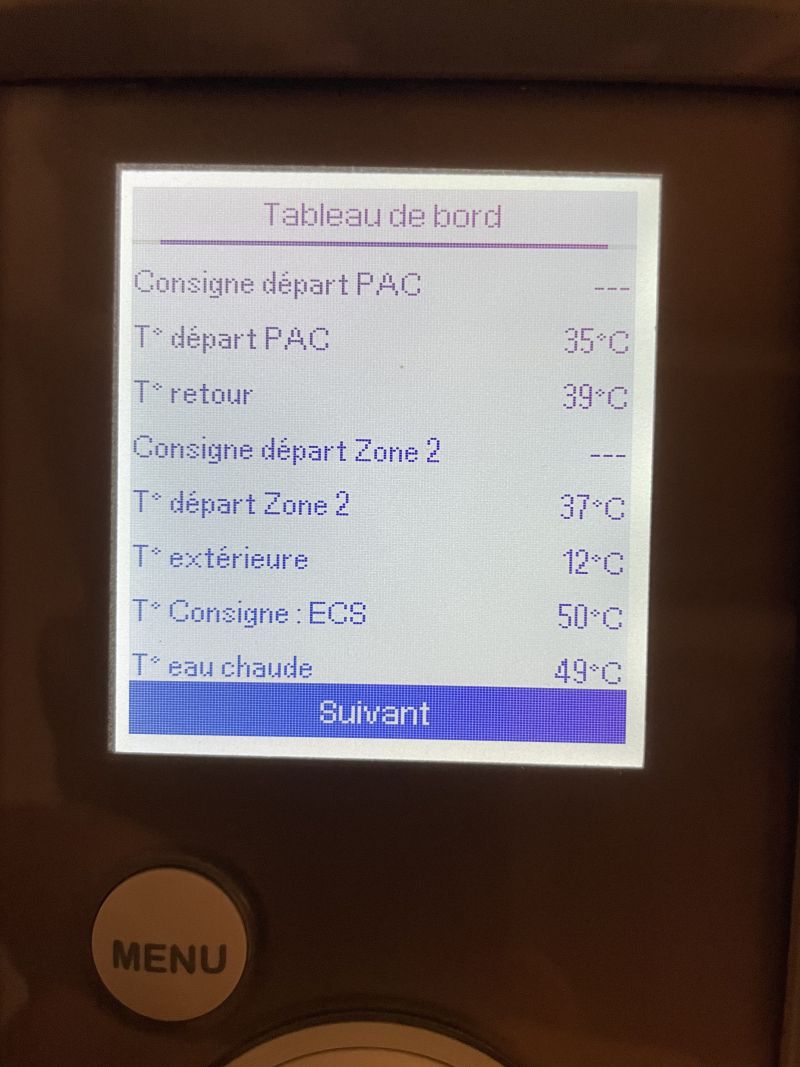 Tableau de bord
Consigne départ PAC ---
T° départ PAC 35°C
T° retour 39°C
Consigne départ Zone 2 ---
T° départ Zone 2 37°C
T° extérieure 12°C
T° Consigne : ECS 50°C
T° eau chaude 49°C
Suivant
MENU